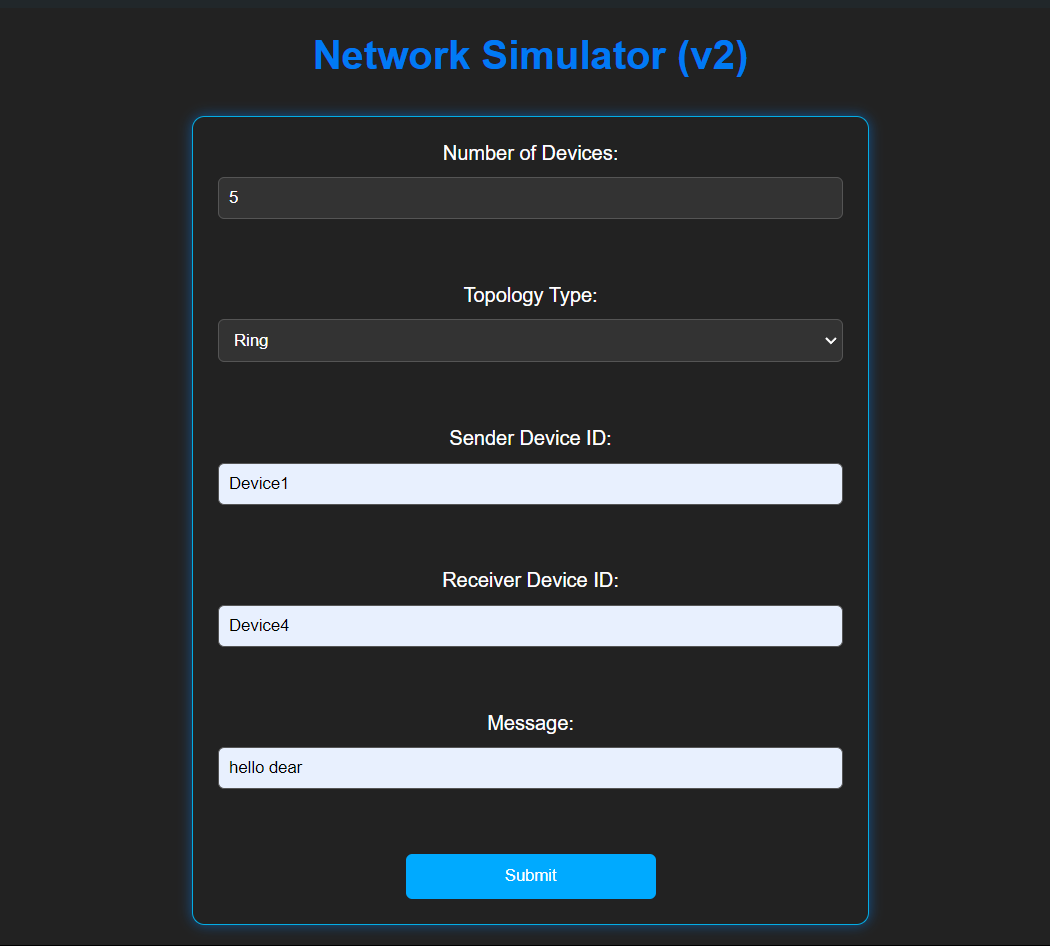 Network Simulator (v2)
Number of Devices:
5
Topology Type:
Ring
Sender Device ID:
Device1
Receiver Device ID:
Device4
Message:
hello dear
Submit